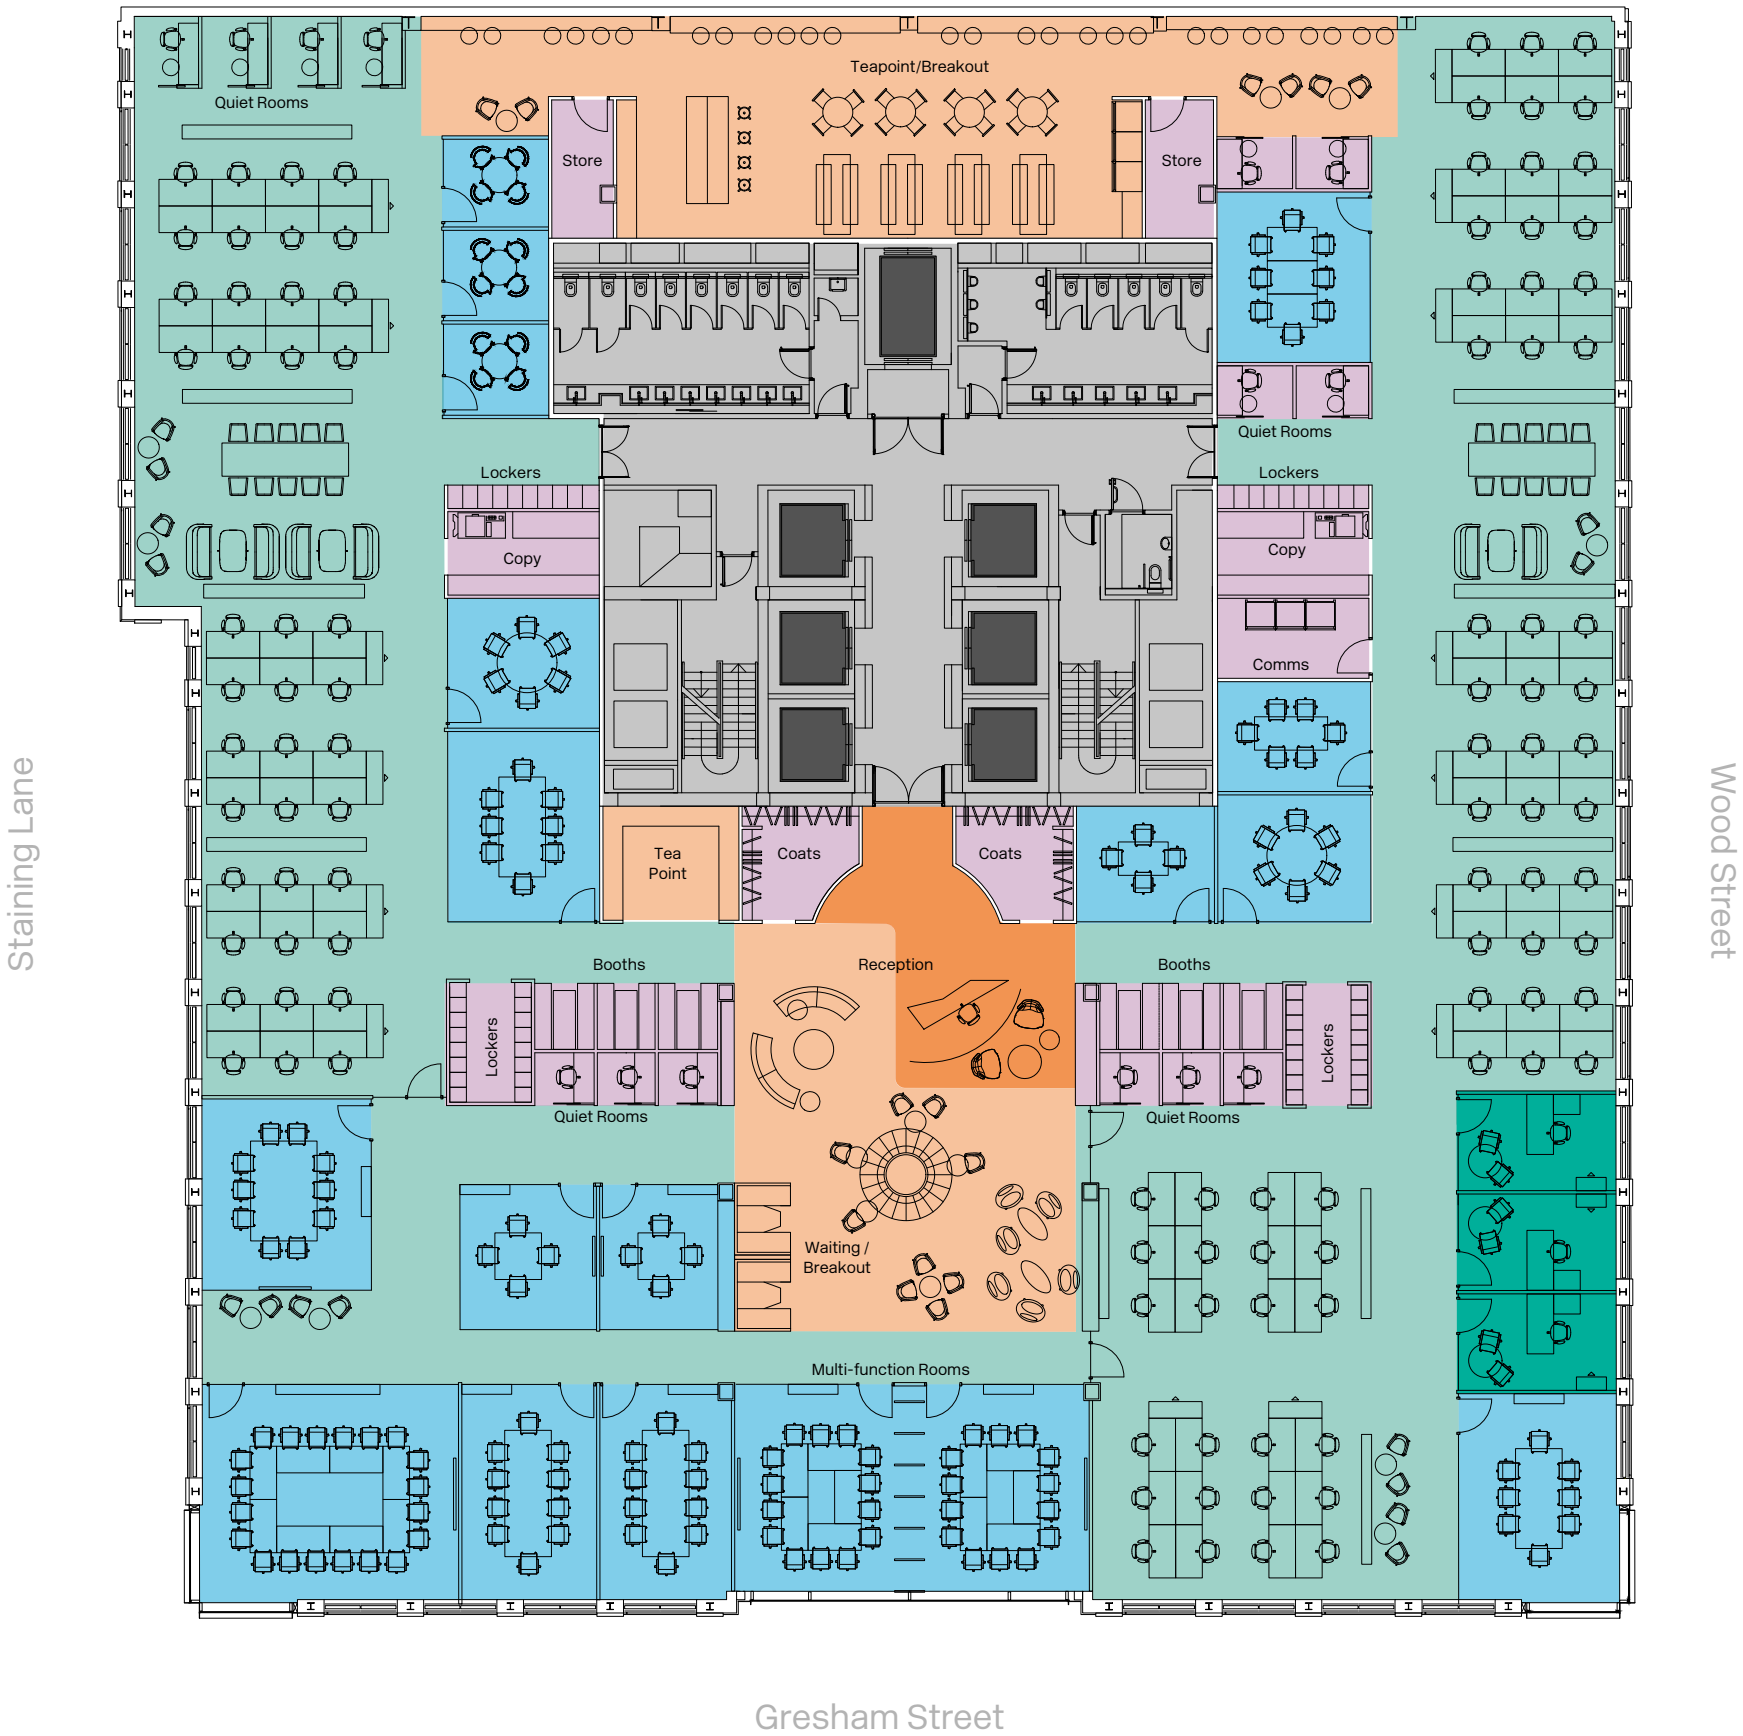 Teapoint/Breakout
Quiet Rooms
Store
Store
Quiet Rooms
Lockers
Lockers
Copy
Copy
Comms
Staining Lane
Wood Street
Tea
Point
Coats
Coats
Booths
Reception
Booths
Lockers
Lockers
Quiet Rooms
Quiet Rooms
Waiting /
Breakout
Multi-function Rooms
Gresham Street